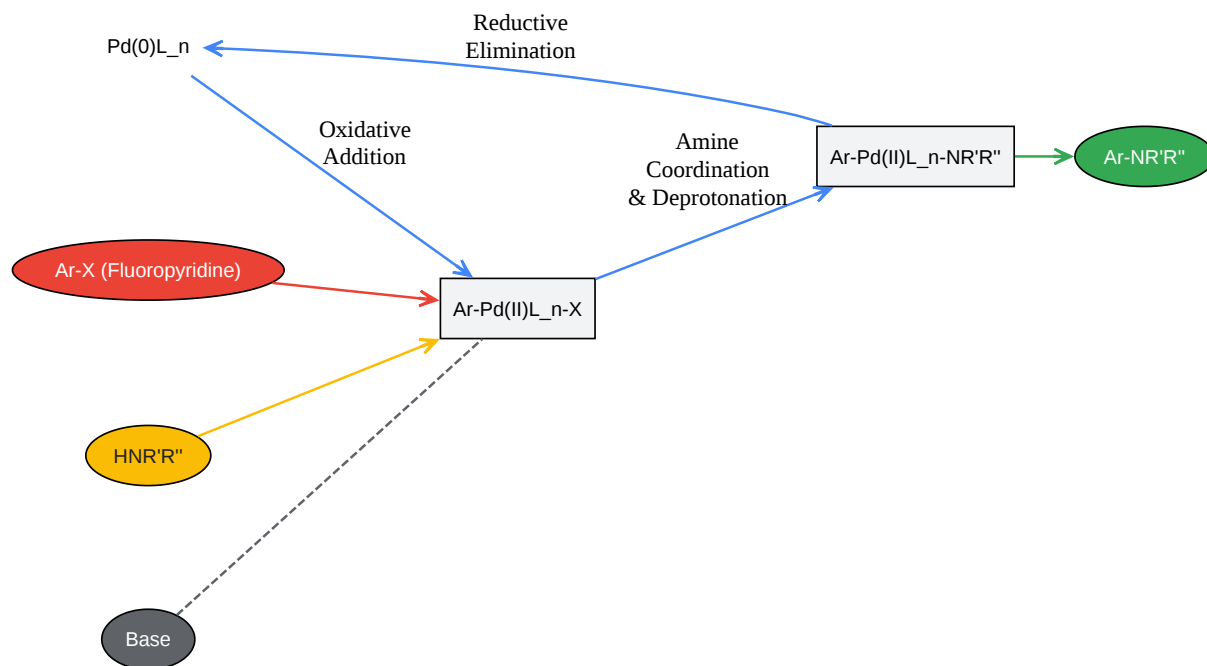 Reductive
Elimination
Pd(0)L_n
Oxidative
Addition
Amine
Coordination
& Deprotonation
Ar-Pd(II)L_n-NR'R''
Ar-NR'R''
Ar-X (Fluoropyridine)
Ar-Pd(II)L_n-X
HNR'R''
Base